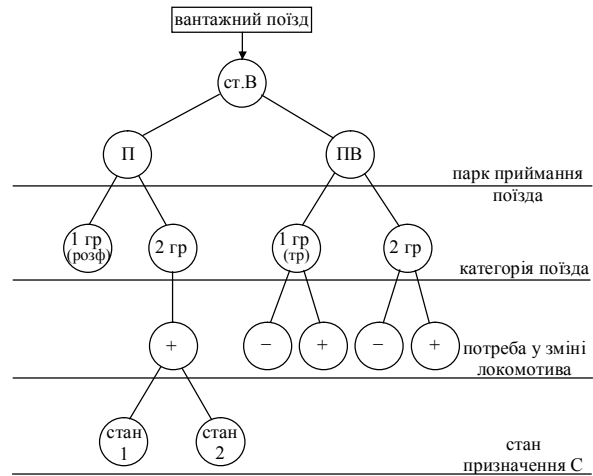 вантажний поїзд
ст.В
П
ПВ
парк приймання
поїзда
1 гр
(розф)
2 гр
1 гр
(тр)
2 гр
категорія поїзда
+
−
+
−
+
потреба у зміні
локомотива
стан
1
стан
2
стан
призначення С